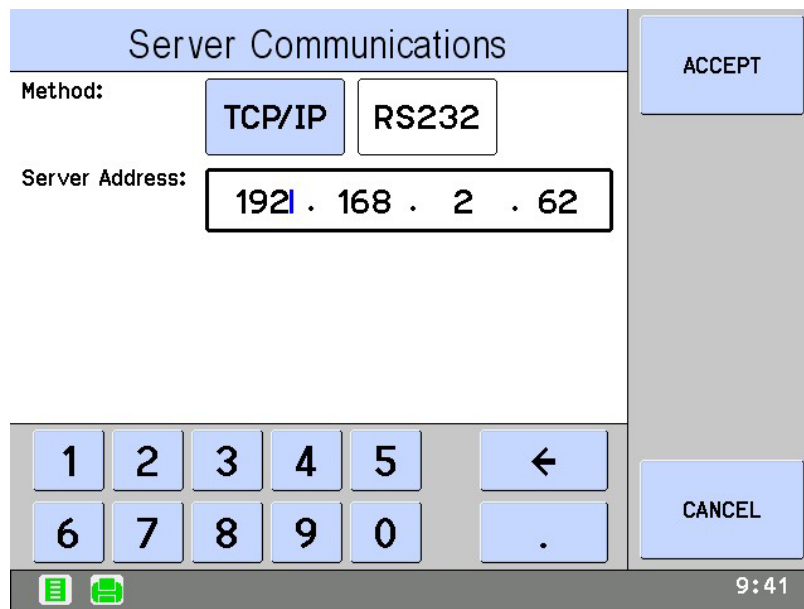 Server Communications
ACCEPT
Method:
TCP/IP RS232
Server Address:
192 . 168 . 2 . 62
1 2 3 4 5 ←
6 7 8 9 0 .
CANCEL
9:41